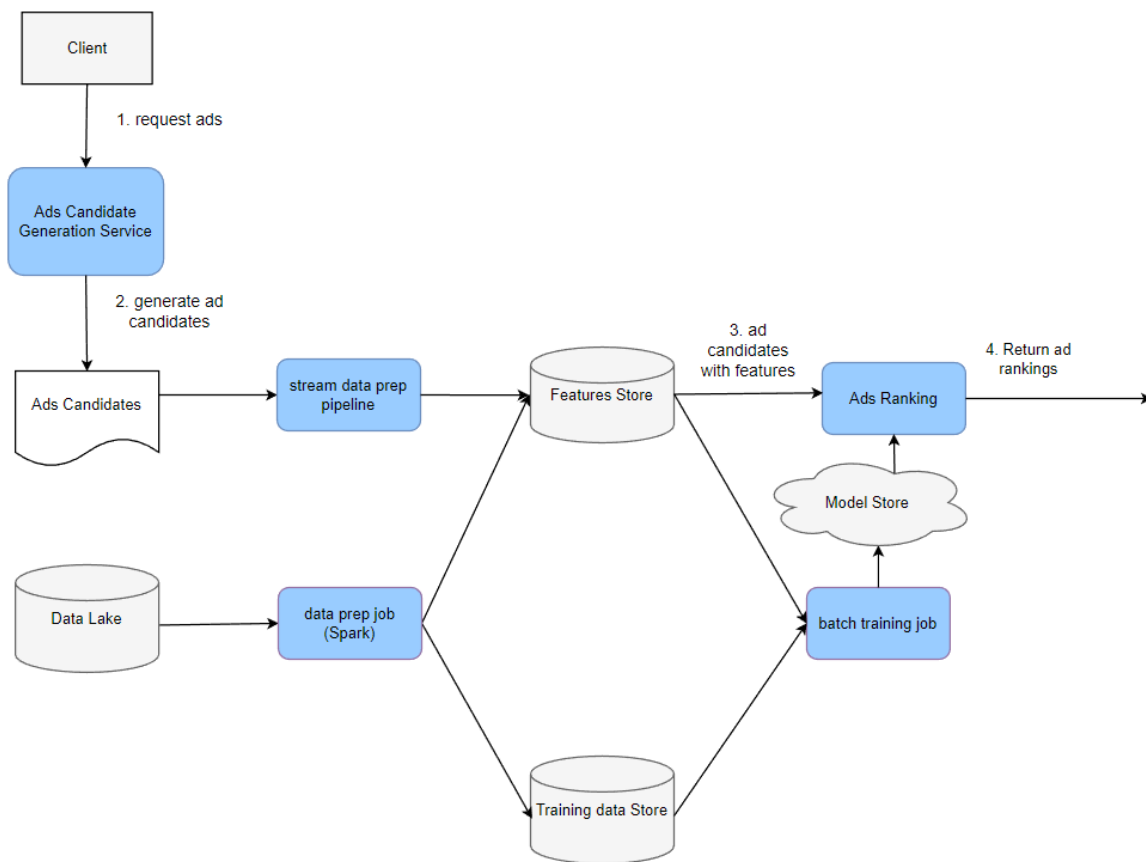 Client
1. request ads
Ads Candidate
Generation Service
2. generate ad
candidates
Ads Candidates
stream data prep
pipeline
Features Store
3. ad
candidates
with features
Ads Ranking
4. Return ad
rankings
Model Store
Data Lake
data prep job
(Spark)
batch training job
Training data Store